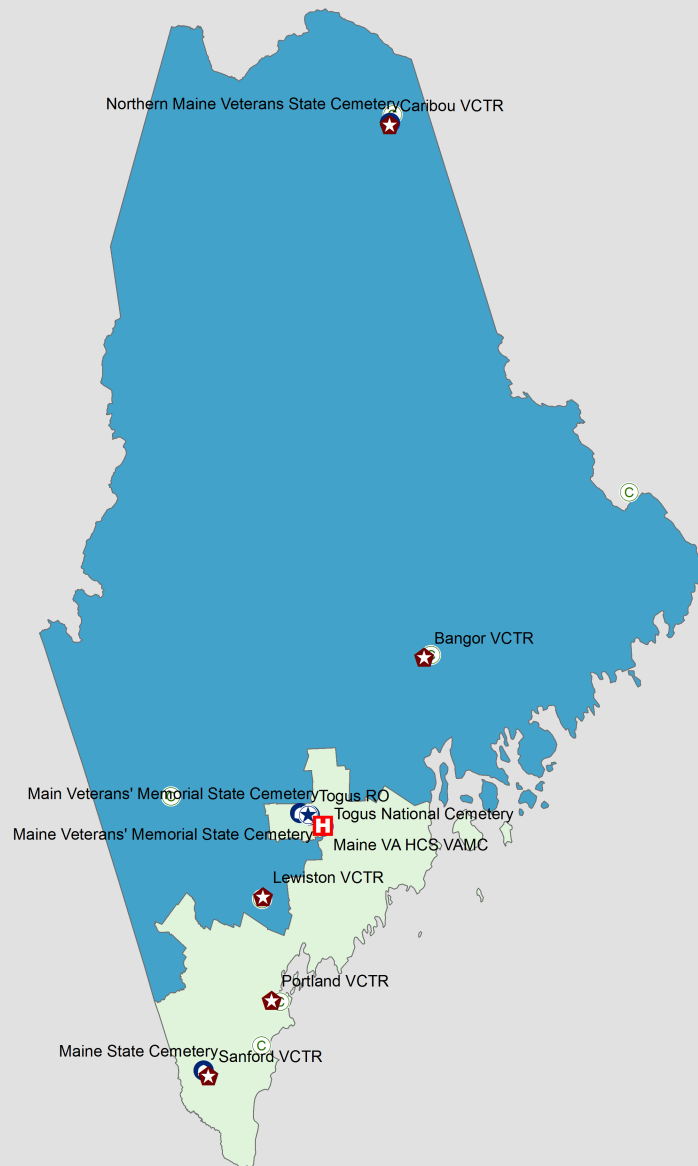 Northern Maine Veterans State Cemetery
Caribou VCTR
C
Bangor VCTR
Main Veterans' Memorial State Cemetery
Togus RO
Togus National Cemetery
H
Maine Veterans' Memorial State Cemetery
Maine VA HCS VAMC
Lewiston VCTR
Portland VCTR
C
C
Maine State Cemetery
Sanford VCTR